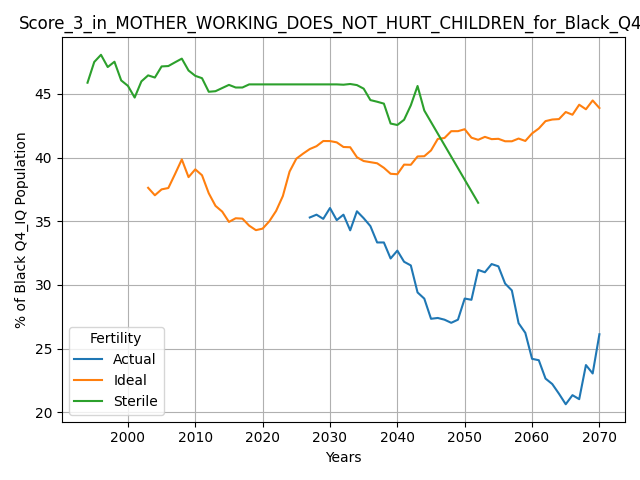 Score_3_in_MOTHER_WORKING_DOES_NOT_HURT_CHILDREN_for_Black_Q4
% of Black Q4_IQ Population
45
40
35
30
25
20
Fertility
Actual
Ideal
Sterile
2000 2010 2020 2030 2040 2050 2060 2070
Years